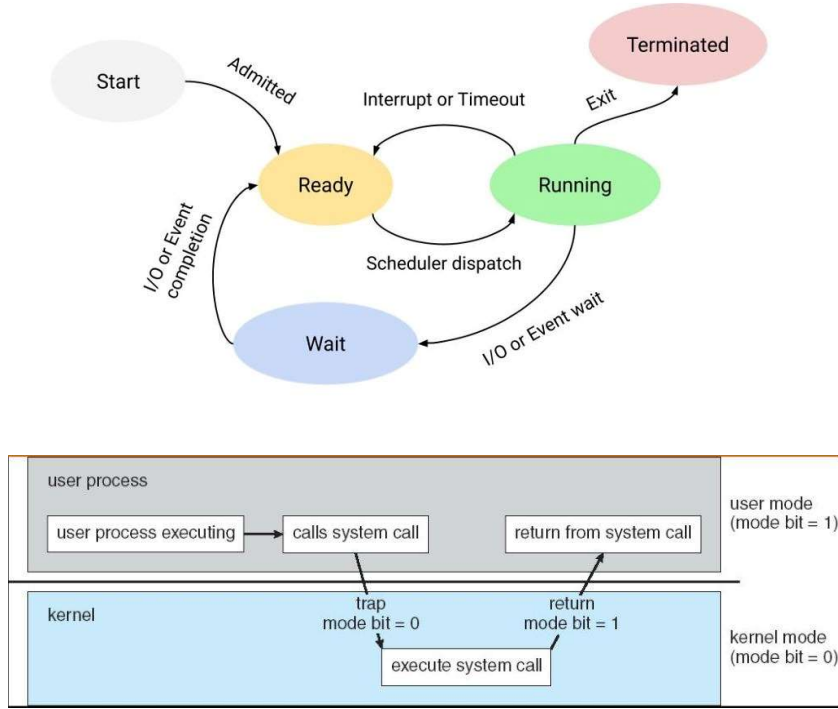 Start
Admitted
Terminated
Interrupt or Timeout
Exit
Ready
Running
I/O or Event
completion
Scheduler dispatch
Wait
I/O or Event wait
user process
user process executing
calls system call
return from system call
user mode
(mode bit = 1)
kernel
trap
mode bit = 0
return
mode bit = 1
execute system call
kernel mode
(mode bit = 0)